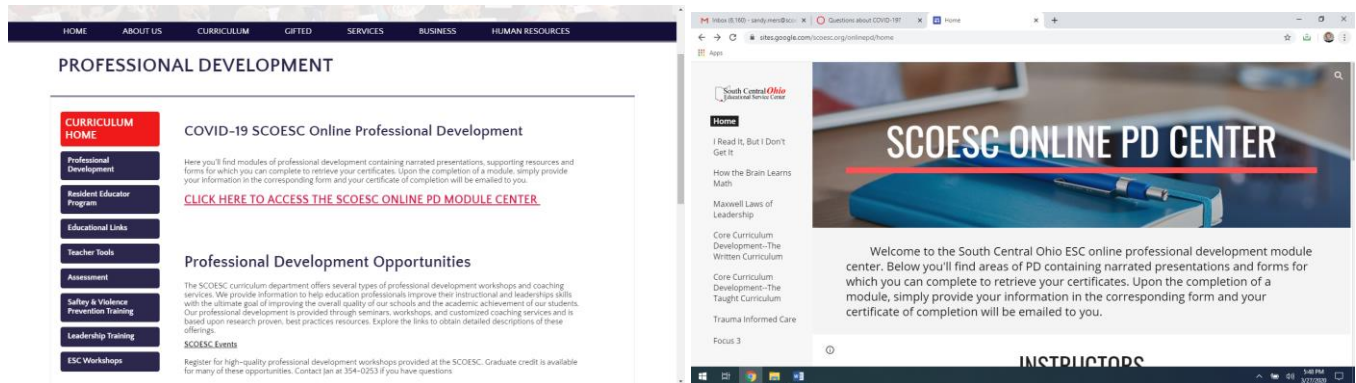 HOME ABOUT US CURRICULUM GIFTED SERVICES BUSINESS HUMAN RESOURCES
PROFESSIONAL DEVELOPMENT
CURRICULUM
HOME
Professional
Development
Resident Educator
Program
Educational Links
Teacher Tools
Assessment
Saftey & Violence
Prevention Training
Leadership Training
ESC Workshops
COVID-19 SCOESC Online Professional Development
Here you'll find modules of professional development containing narrated presentations, supporting resources and
forms for which you can complete to retrieve your certificates. Upon the completion of a module, simply provide
your information in the corresponding form and your certificate of completion will be emailed to you.
CLICK HERE TO ACCESS THE SCOESC ONLINE PD MODULE CENTER
Professional Development Opportunities
The SCOESC curriculum department offers several types of professional development workshops and coaching
services. We provide information to help education professionals improve their instructional and leaderships skills
with the ultimate goal of improving the overall quality of our schools and the academic achievement of our students.
Our professional development is provided through seminars, workshops, and customized coaching services and is
based upon research proven, best practices resources. Explore the links to obtain detailed descriptions of these
offerings.
SCOESC Events
Register for high-quality professional development workshops provided at the SCOESC. Graduate credit is available
for many of these opportunities. Contact Jan at 354-0253 if you have questions
Inbox (8,160) - sandy.mers@scoe Questions about COVID-19? Home
sites.google.com/scoesc.org/onlinepd/home
Apps
South Central Ohio
Educational Service Center
Home
I Read It, But I Don't
Get It
How the Brain Learns
Math
Maxwell Laws of
Leadership
Core Curriculum
Development--The
Written Curriculum
Core Curriculum
Development--The
Taught Curriculum
Trauma Informed Care
Focus 3
SCOESC ONLINE PD CENTER
Welcome to the South Central Ohio ESC online professional development module
center. Below you'll find areas of PD containing narrated presentations and forms for
which you can complete to retrieve your certificates. Upon the completion of a
module, simply provide your information in the corresponding form and your
certificate of completion will be emailed to you.
INSTRUCTORS
5:48 PM
3/27/2020